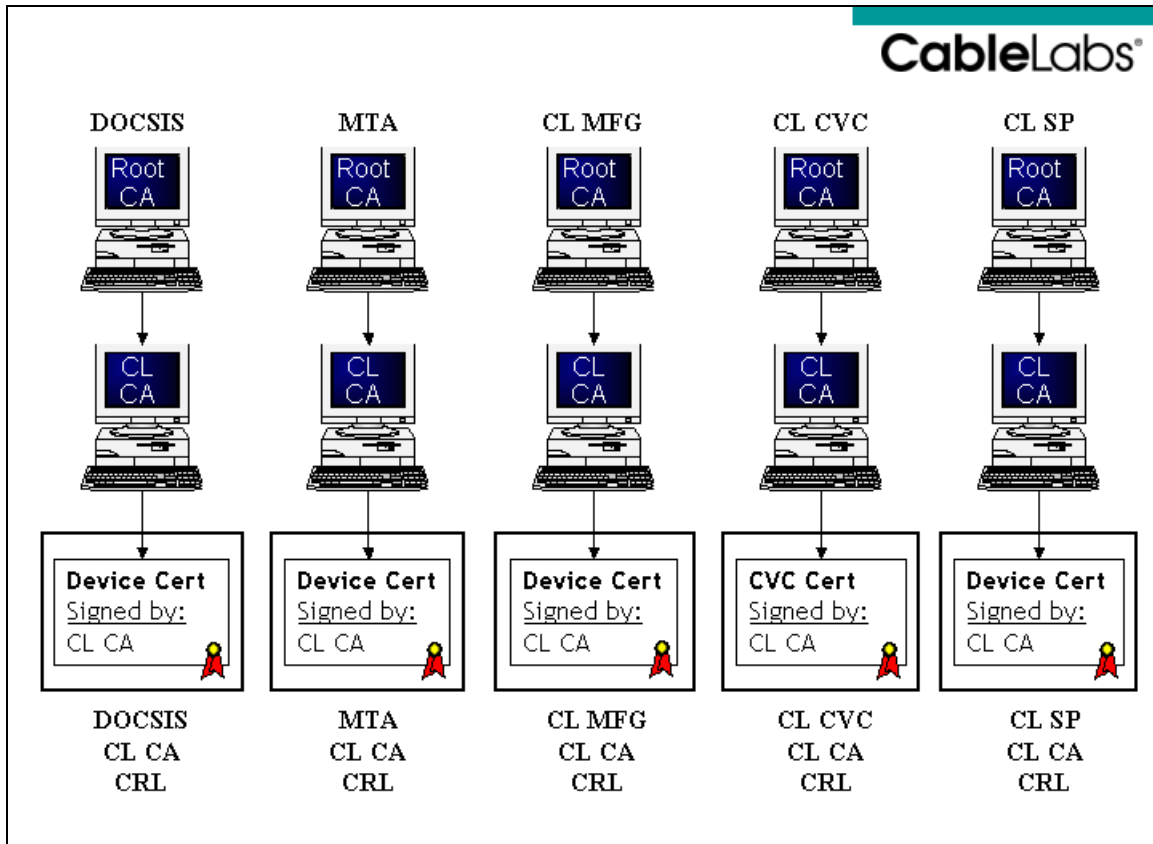 CableLabs®
DOCSIS MTA CL MFG CL CVC CL SP
Root Root Root Root Root
CA CA CA CA CA
CL CL CL CL CL
CA CA CA CA CA
Device Cert Device Cert Device Cert CVC Cert Device Cert
Signed by: Signed by: Signed by: Signed by: Signed by:
CL CA CL CA CL CA CL CA CL CA
DOCSIS MTA CL MFG CL CVC CL SP
CL CA CL CA CL CA CL CA CL CA
CRL CRL CRL CRL CRL